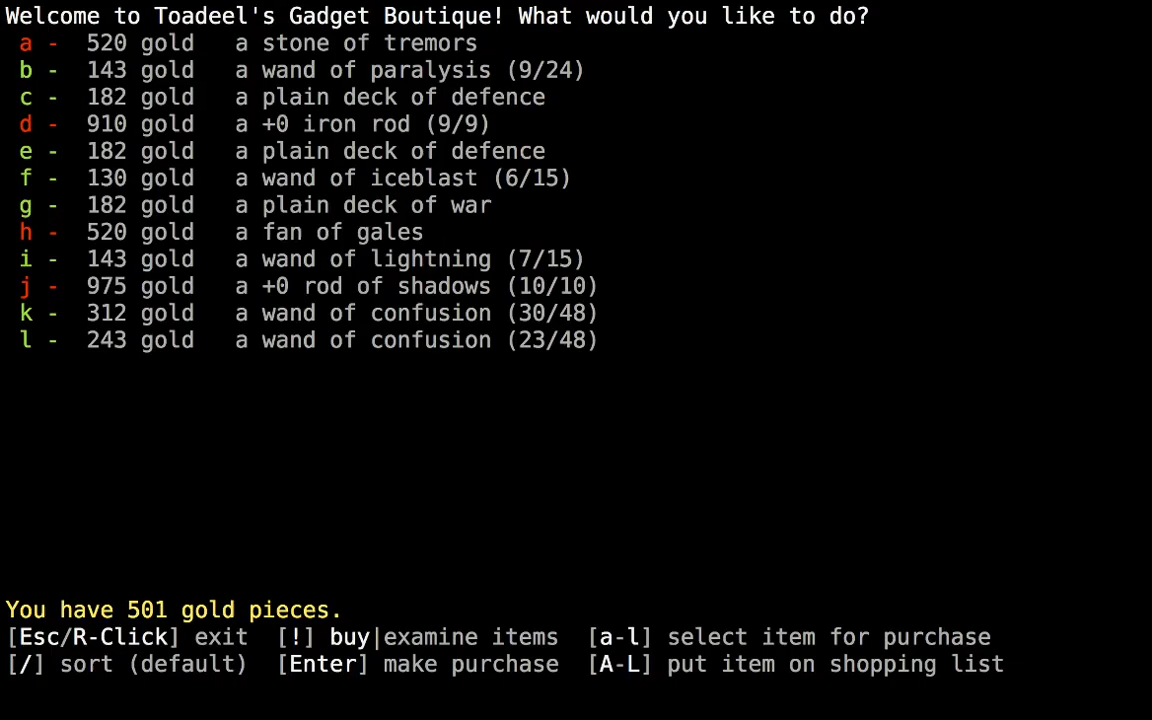 Welcome to Toadeel's Gadget Boutique! What would you like to do?
a - 520 gold a stone of tremors
b - 143 gold a wand of paralysis (9/24)
c - 182 gold a plain deck of defence
d - 910 gold a +0 iron rod (9/9)
e - 182 gold a plain deck of defence
f - 130 gold a wand of iceblast (6/15)
g - 182 gold a plain deck of war
h - 520 gold a fan of gales
i - 143 gold a wand of lightning (7/15)
j - 975 gold a +0 rod of shadows (10/10)
k - 312 gold a wand of confusion (30/48)
l - 243 gold a wand of confusion (23/48)
You have 501 gold pieces.
[Esc/R-Click] exit [!] buy|examine items [a-l] select item for purchase
[/] sort (default) [Enter] make purchase [A-L] put item on shopping list